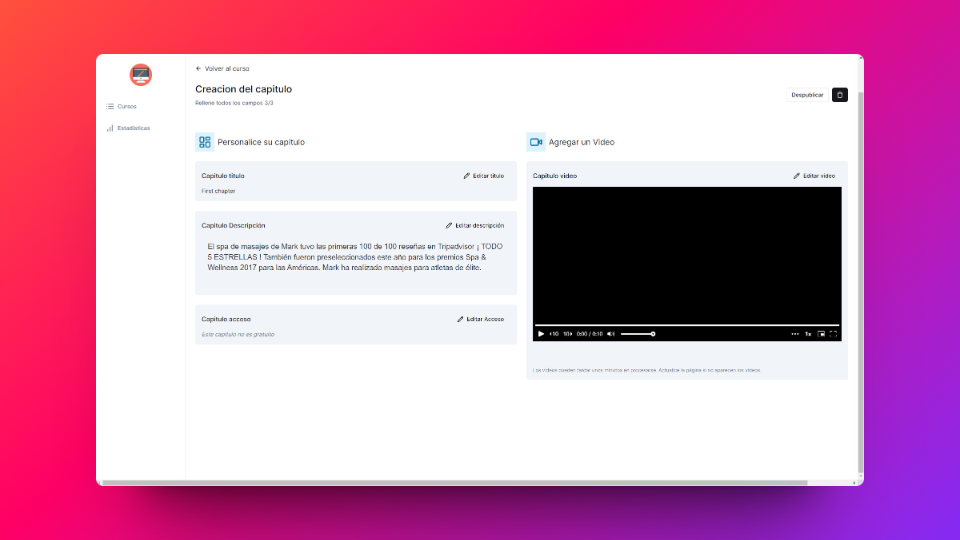 Volver al curso
Creacion del capitulo
Rellene todos los campos 3/3
Despublicar
Cursos
Estadisticas
Personalice su capitulo
Capitulo titulo
Editar titulo
First chapter
Capitulo Descripción
Editar descripción
El spa de masajes de Mark tuvo las primeras 100 de 100 reseñas en Tripadvisor ¡ TODO
5 ESTRELLAS ! También fueron preseleccionados este año para los premios Spa &
Wellness 2017 para las Américas. Mark ha realizado masajes para atletas de élite.
Capitulo acceso
Editar Acceso
Este capitulo no es gratuito
Agregar un Video
Capitulo video
Editar video
10
10
0:00 / 0:10
1x
Los videos pueden tardar unos minutos en procesarse. Actualice la página si no aparecen los videos.